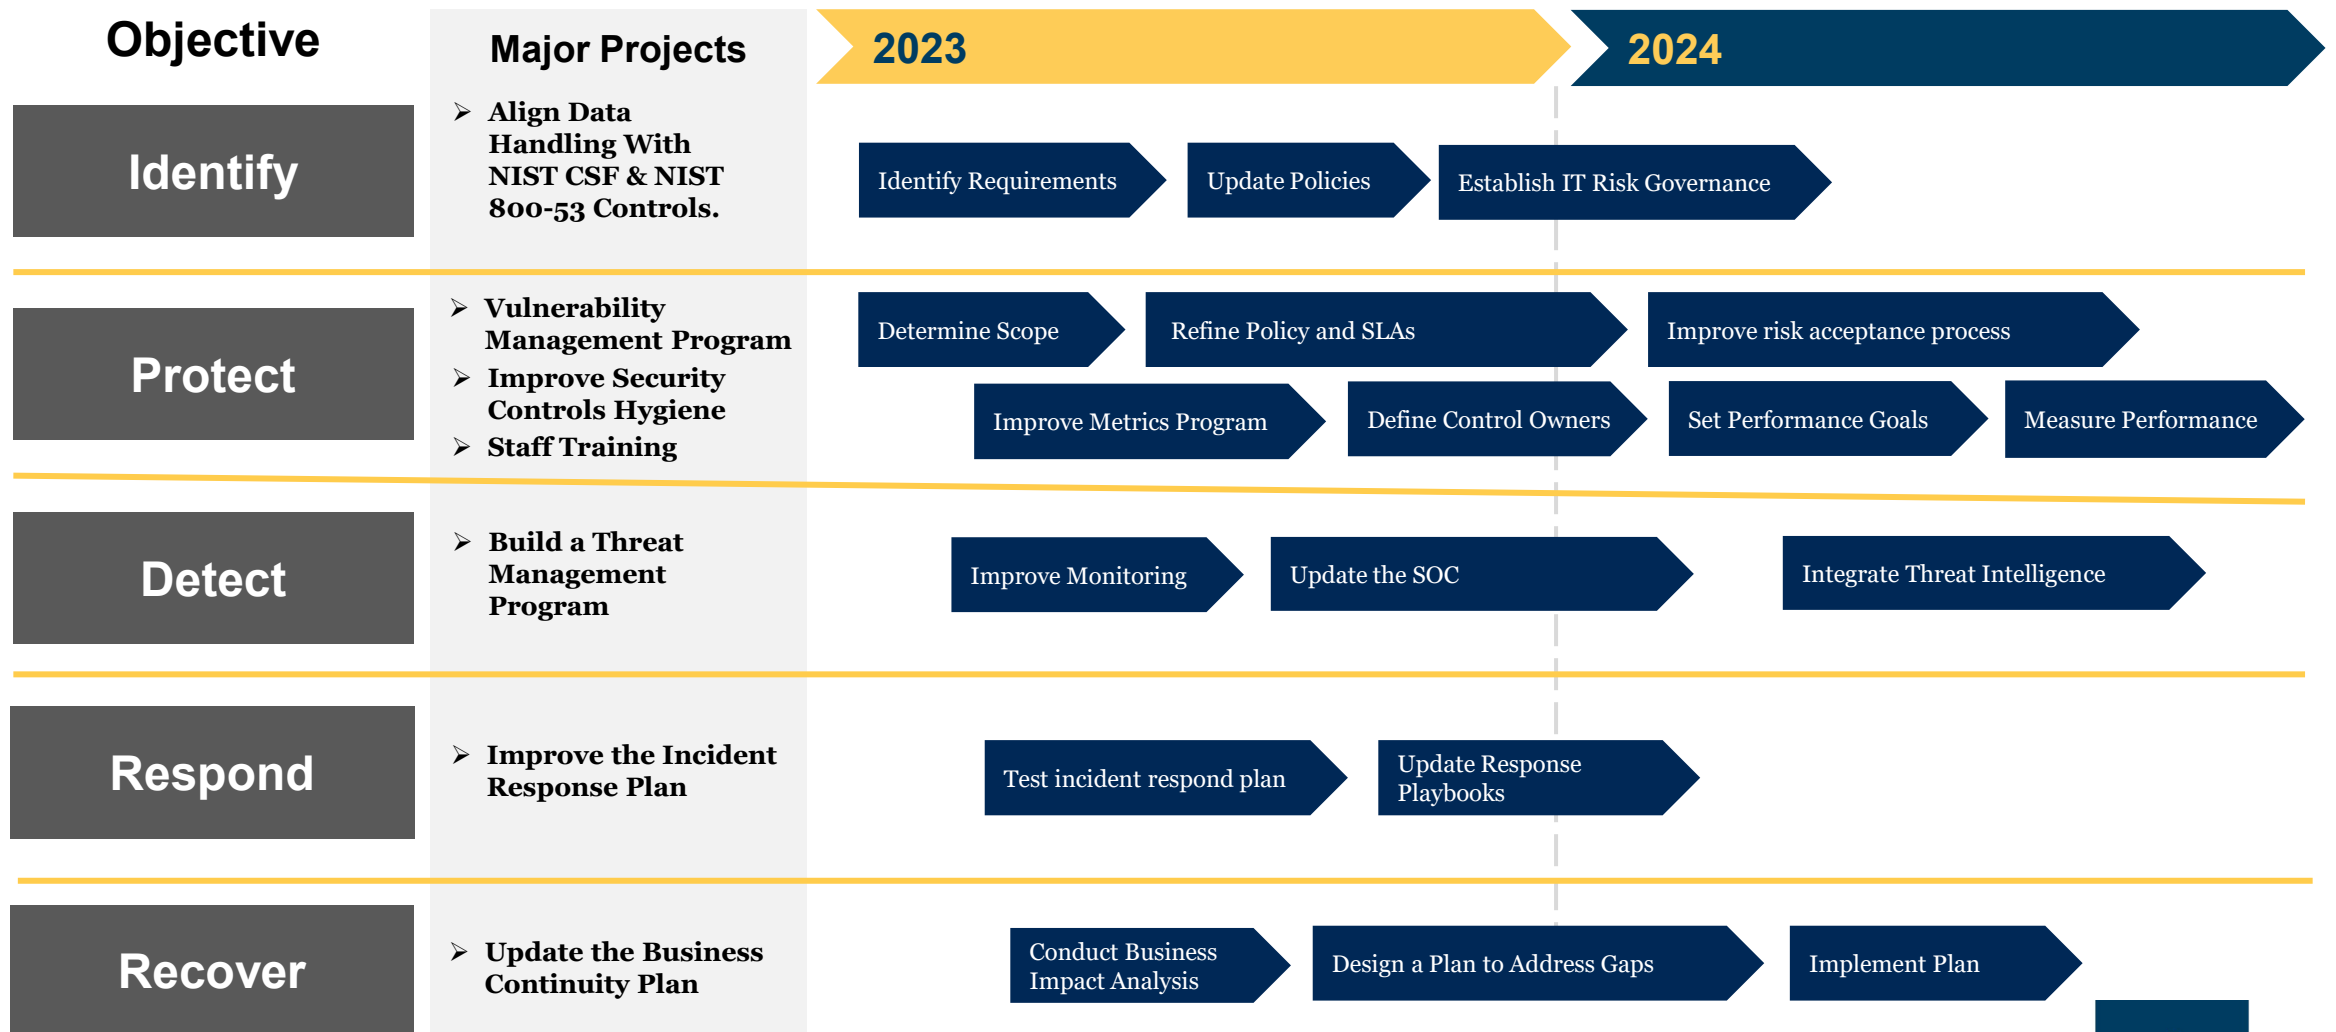 Objective
Major Projects
2023
2024
Identify
➢ Align Data
Handling With
NIST CSF & NIST
800-53 Controls.
Identify Requirements
Update Policies
Establish IT Risk Governance
Protect
➢ Vulnerability
Management Program
➢ Improve Security
Controls Hygiene
➢ Staff Training
Determine Scope
Refine Policy and SLAs
Improve risk acceptance process
Improve Metrics Program
Define Control Owners
Set Performance Goals
Measure Performance
Detect
➢ Build a Threat
Management
Program
Improve Monitoring
Update the SOC
Integrate Threat Intelligence
Respond
➢ Improve the Incident
Response Plan
Test incident respond plan
Update Response
Playbooks
Recover
➢ Update the Business
Continuity Plan
Conduct Business
Impact Analysis
Design a Plan to Address Gaps
Implement Plan